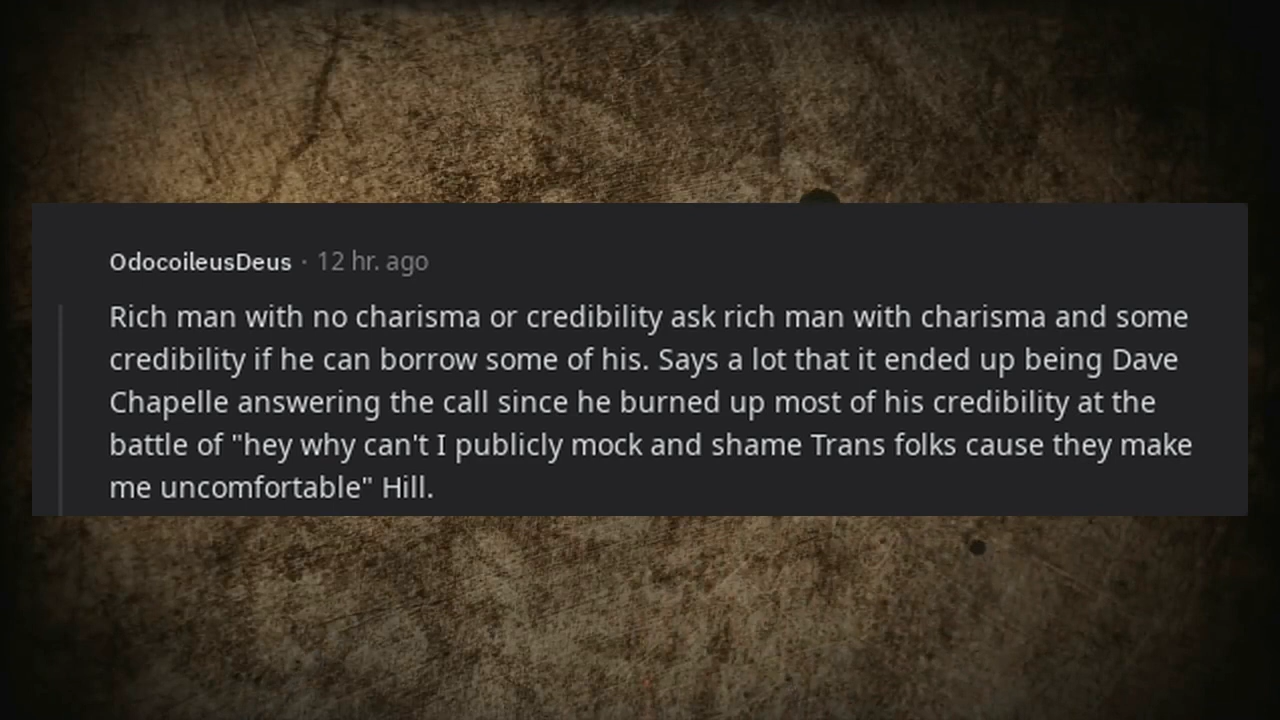 OdocoileusDeus · 12 hr. ago
Rich man with no charisma or credibility ask rich man with charisma and some
credibility if he can borrow some of his. Says a lot that it ended up being Dave
Chapelle answering the call since he burned up most of his credibility at the
battle of "hey why can't I publicly mock and shame Trans folks cause they make
me uncomfortable" Hill.